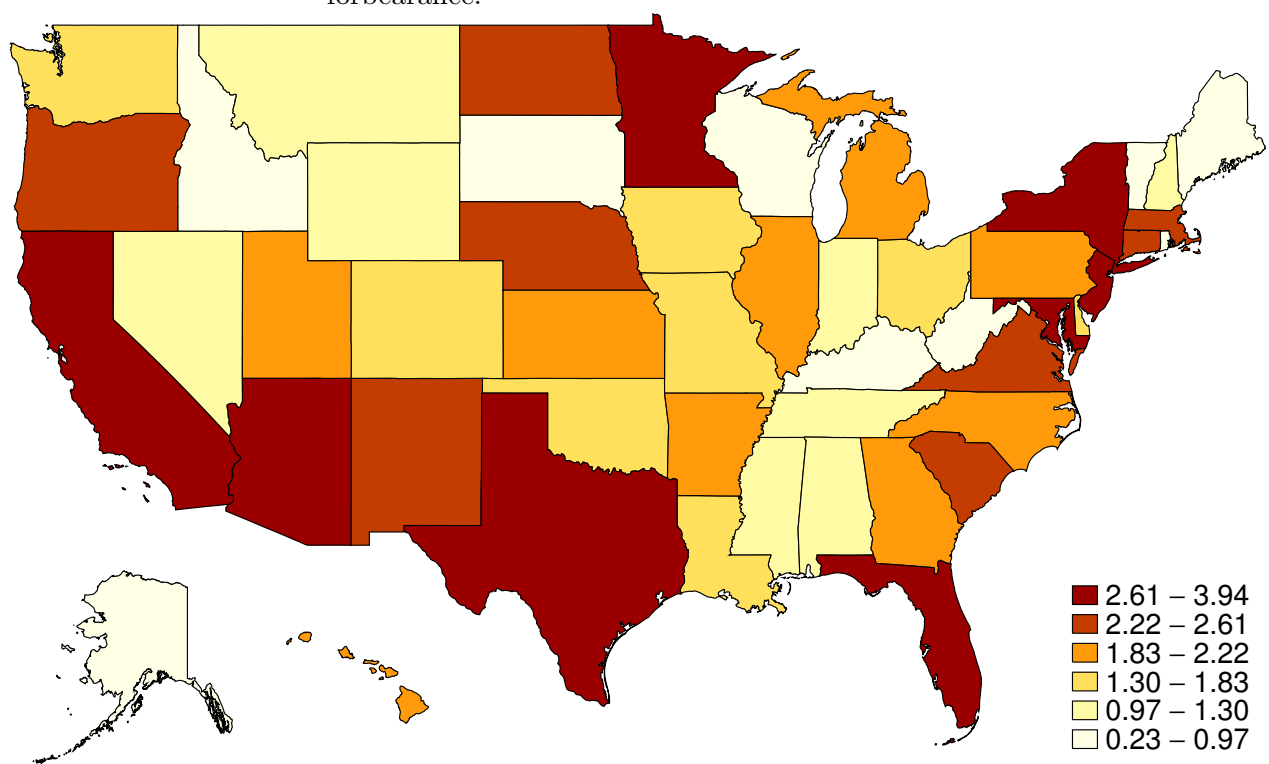 forbearance.
2.61 – 3.94
2.22 – 2.61
1.83 – 2.22
1.30 – 1.83
0.97 – 1.30
0.23 – 0.97